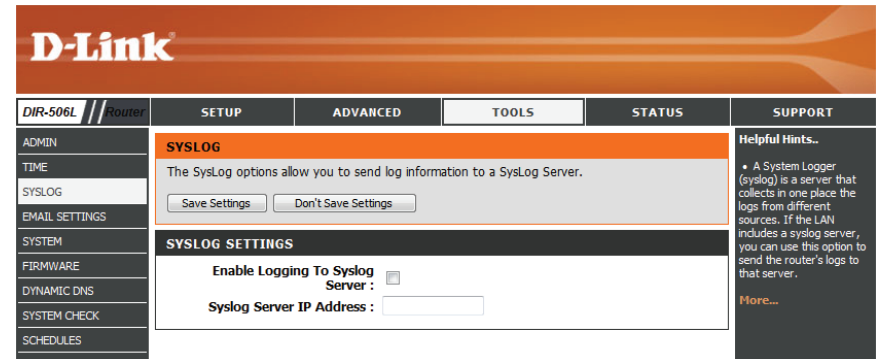 D-Link®
DIR-506L // Router
SETUP
ADVANCED
TOOLS
STATUS
SUPPORT
ADMIN
TIME
SYSLOG
EMAIL SETTINGS
SYSTEM
FIRMWARE
DYNAMIC DNS
SYSTEM CHECK
SCHEDULES
SYSLOG
The SysLog options allow you to send log information to a SysLog Server.
Save Settings
Don't Save Settings
SYSLOG SETTINGS
Enable Logging To Syslog
Server :
Syslog Server IP Address :
Helpful Hints..
• A System Logger
(syslog) is a server that
collects in one place the
logs from different
sources. If the LAN
includes a syslog server,
you can use this option to
send the router's logs to
that server.
More...